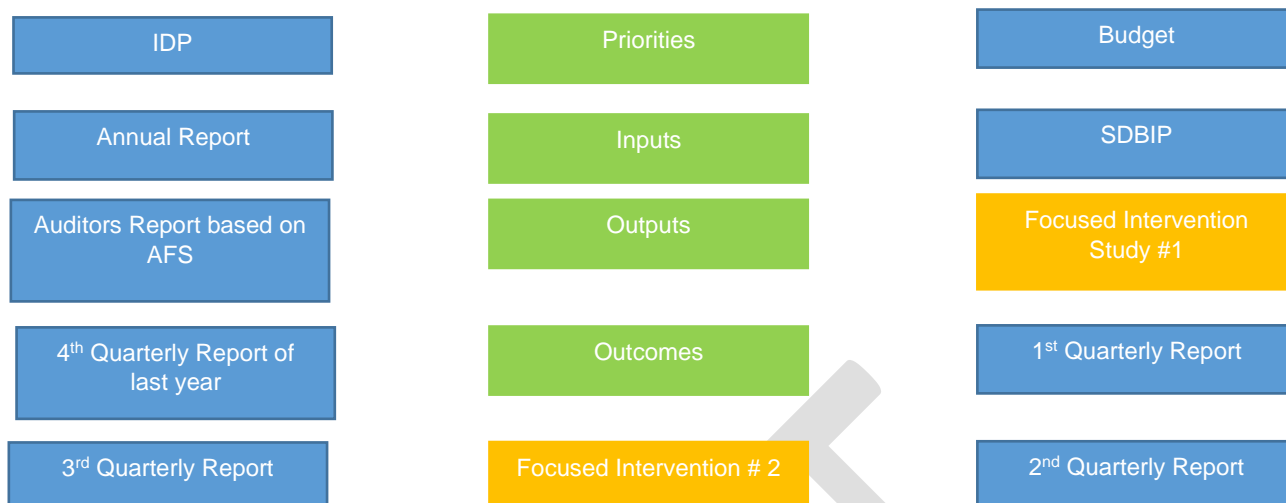 IDP
Priorities
Budget
Annual Report
Inputs
SDBIP
Auditors Report based on
AFS
Outputs
Focused Intervention
Study #1
4th Quarterly Report of
last year
Outcomes
1st Quarterly Report
3rd Quarterly Report
Focused Intervention # 2
2nd Quarterly Report